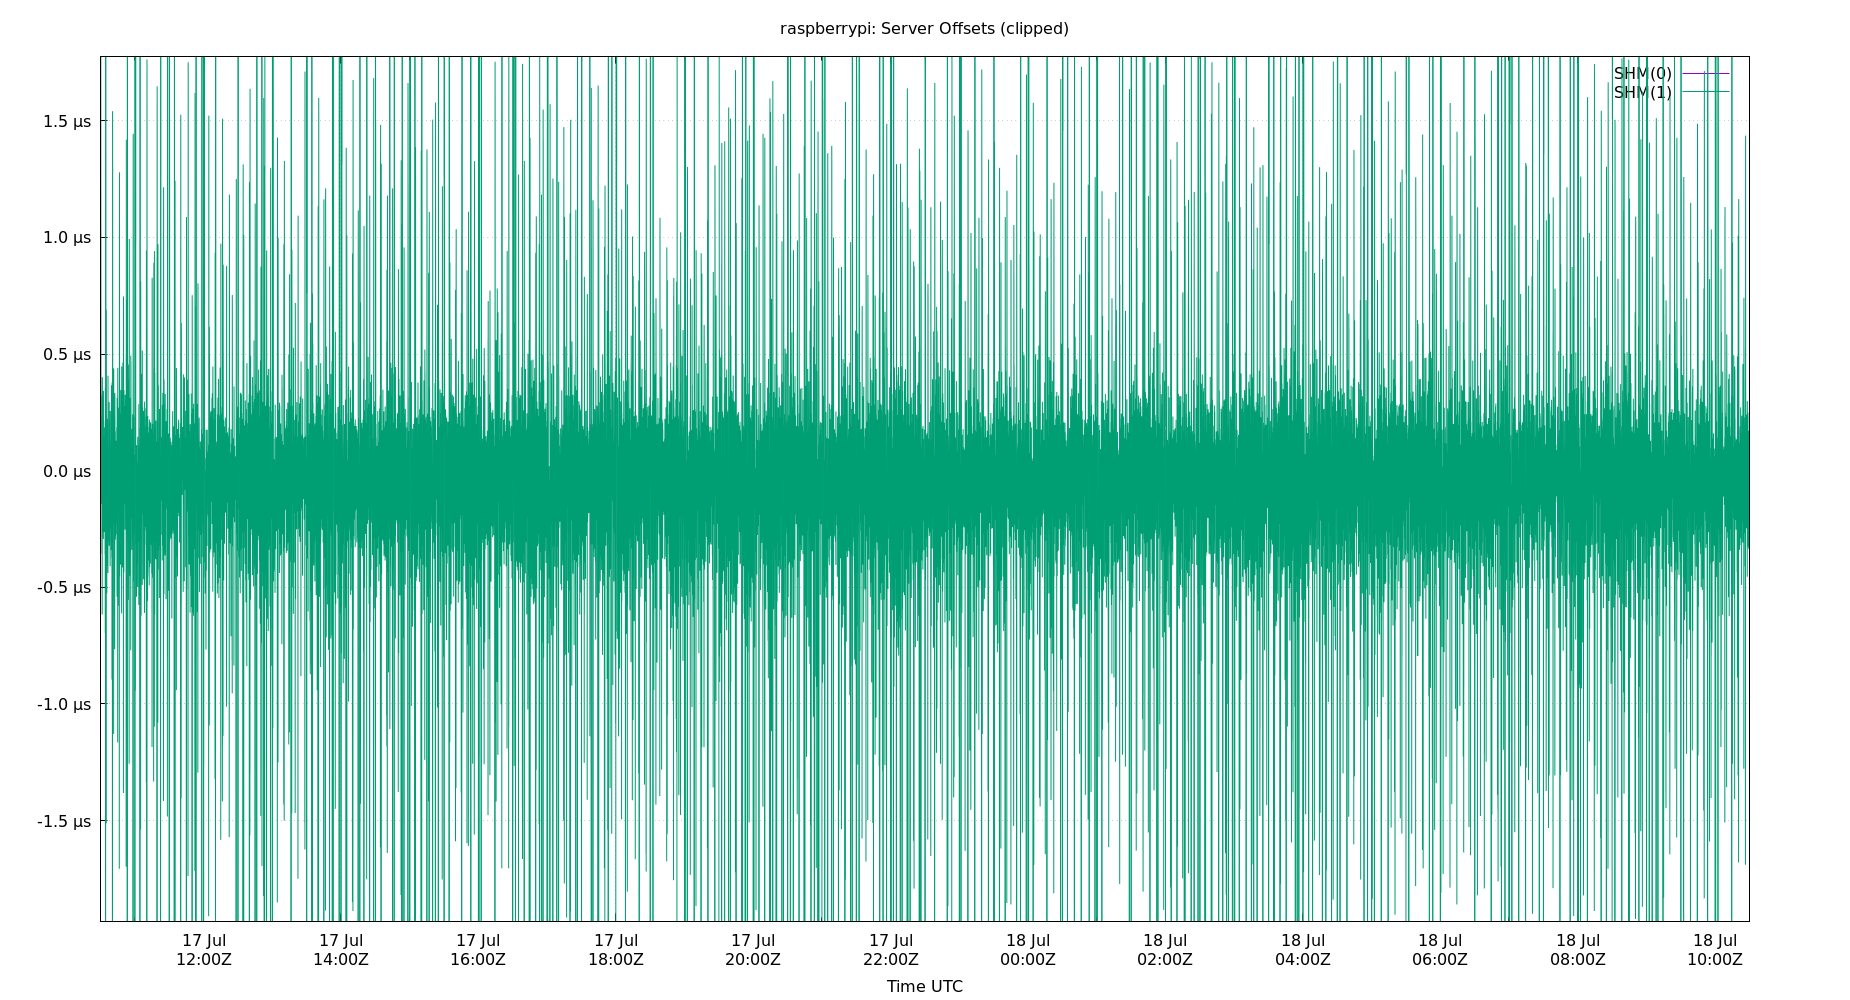 raspberrypi: Server Offsets (clipped)
SHM(0)
SHM(1)
1.5 µs
1.0 µs
0.5 µs
0.0 µs
-0.5 µs
-1.0 µs
-1.5 µs
17 Jul 17 Jul 17 Jul 17 Jul 17 Jul 17 Jul 18 Jul 18 Jul 18 Jul 18 Jul 18 Jul 18 Jul
12:00Z 14:00Z 16:00Z 18:00Z 20:00Z 22:00Z 00:00Z 02:00Z 04:00Z 06:00Z 08:00Z 10:00Z
Time UTC